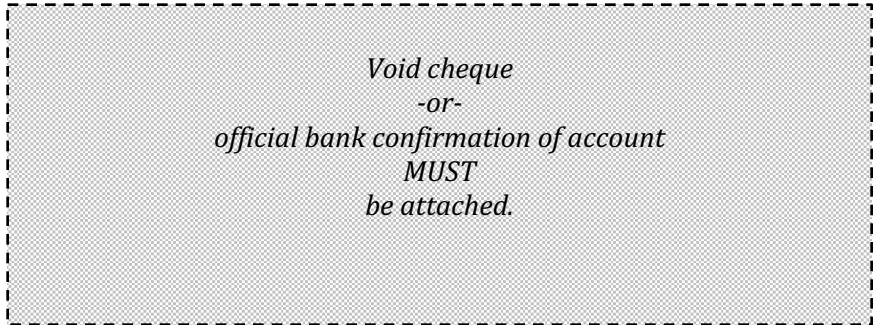 Void cheque
-or-
official bank confirmation of account
MUST
be attached.